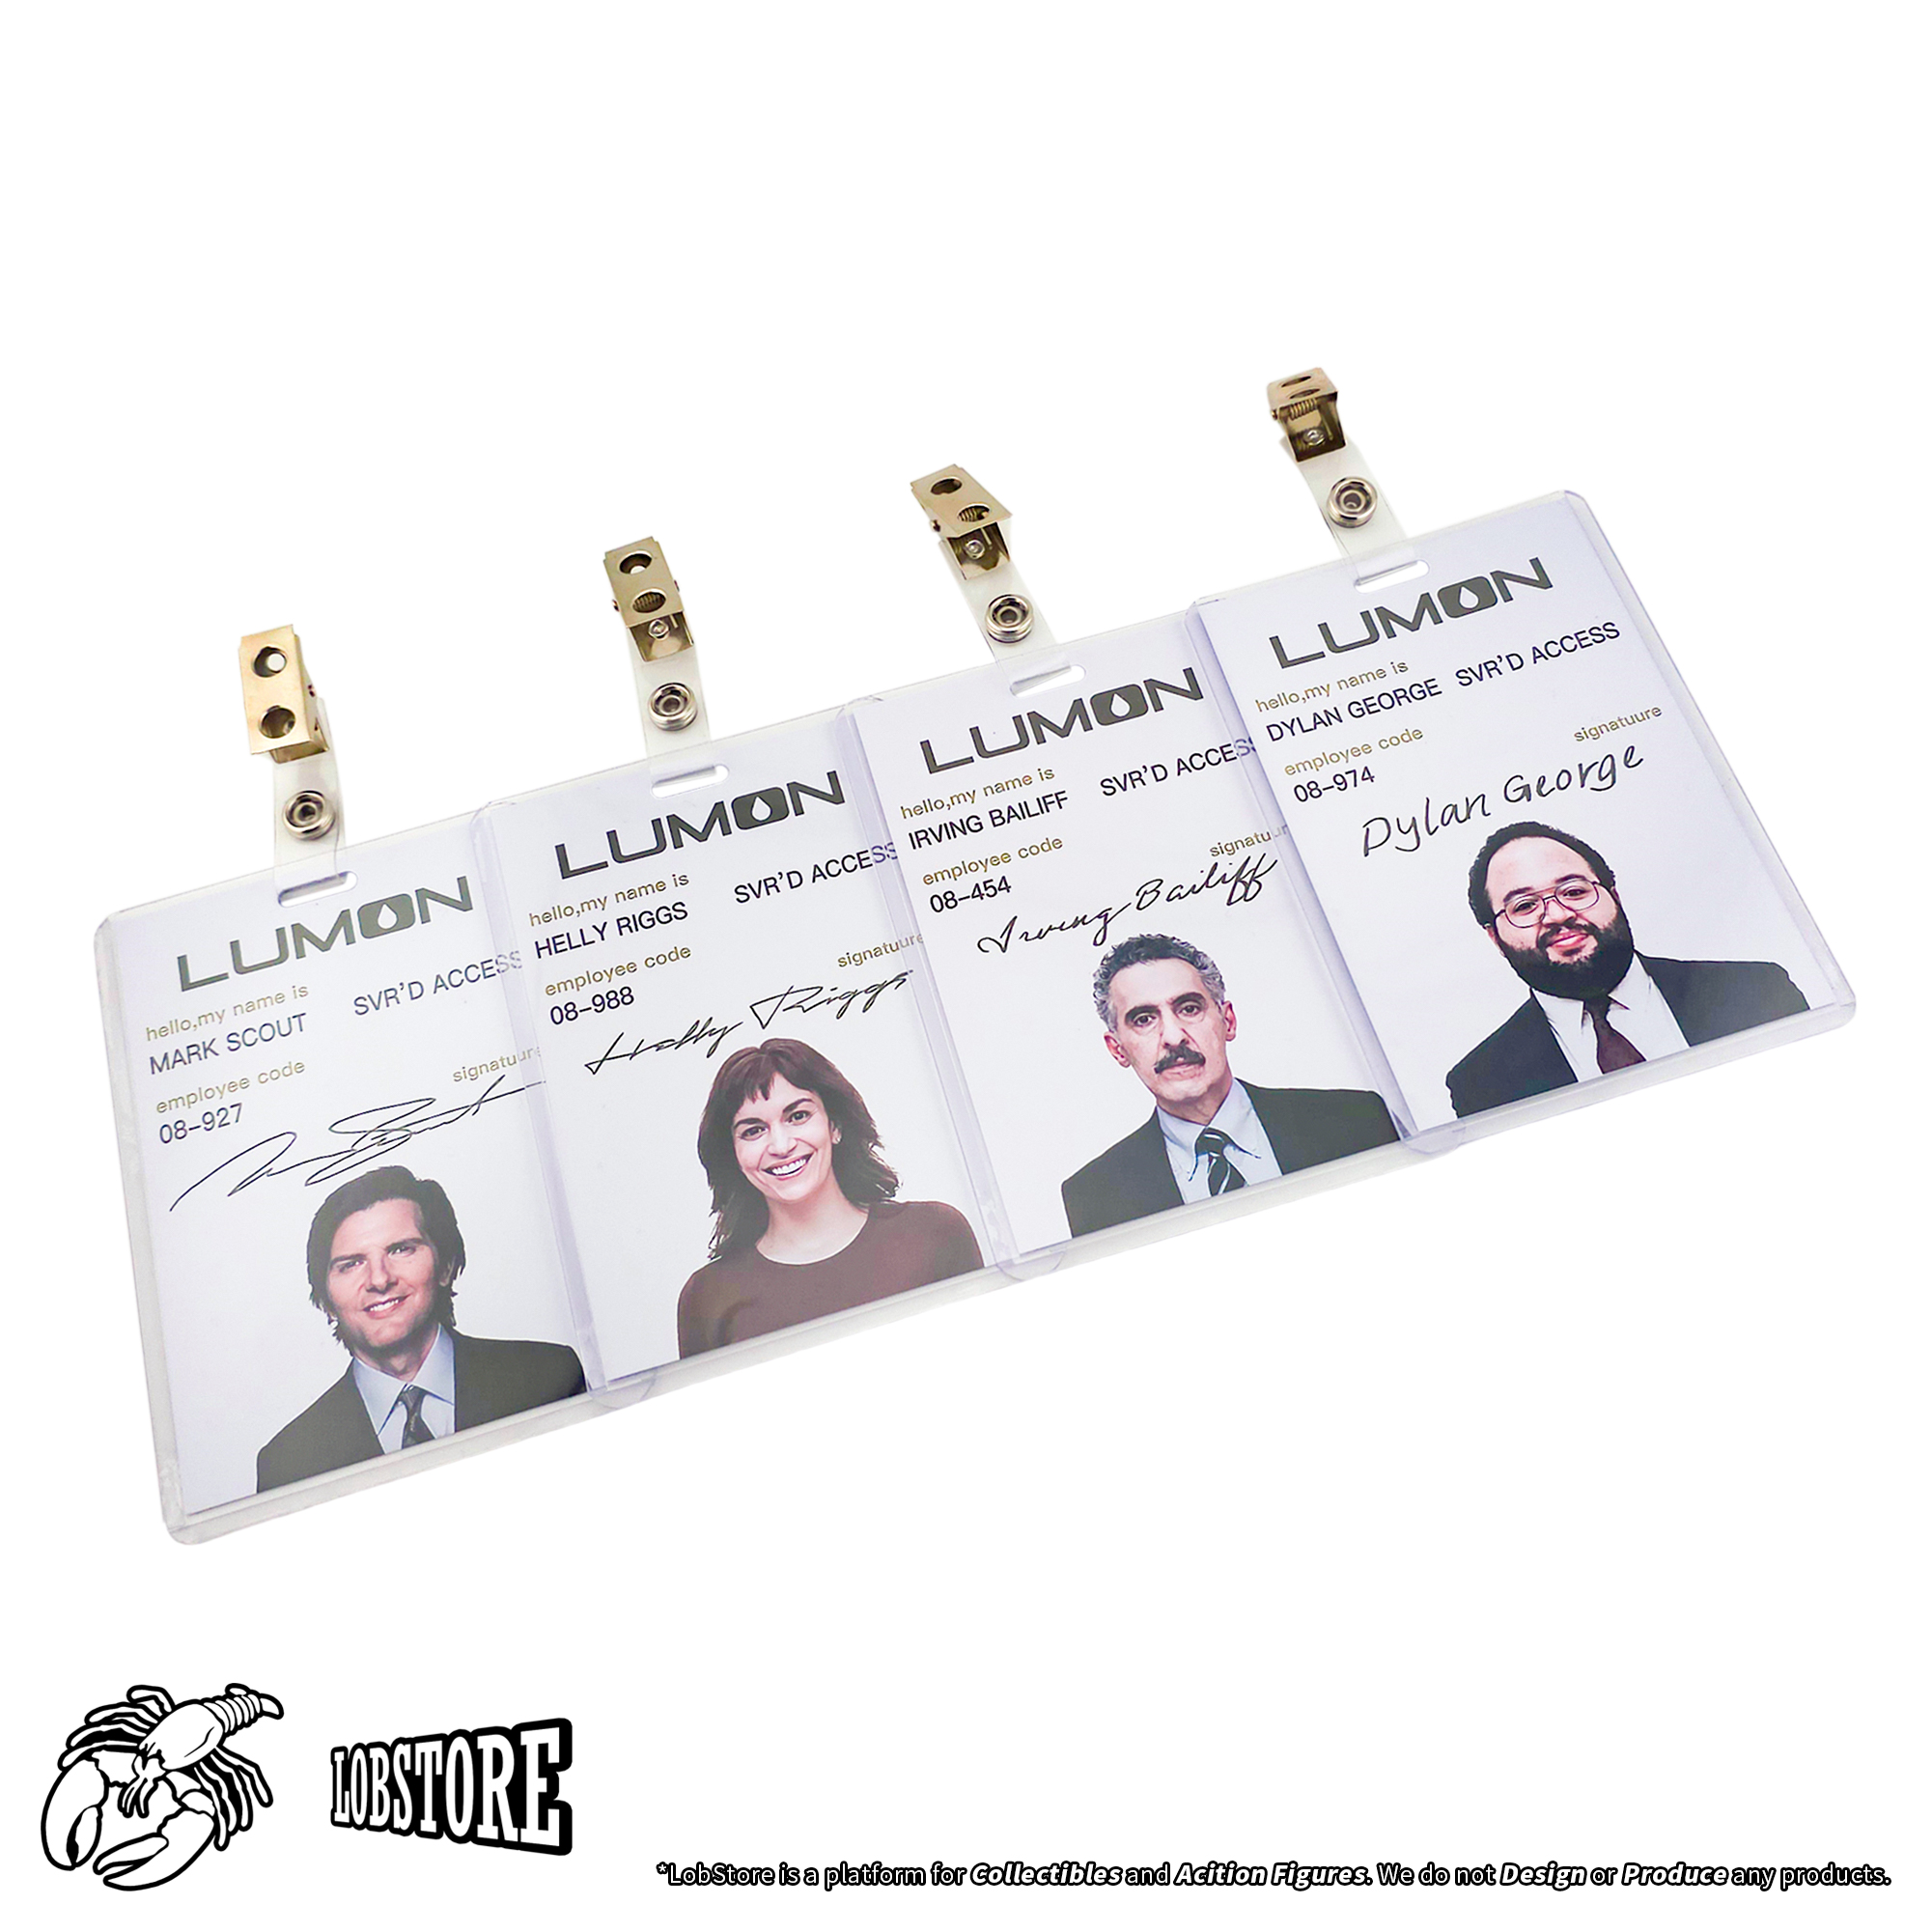 LUMON
hello,my name is
MARK SCOUT
SVR'D ACCESS
employee code
08-927
signatuure
LUMON
hello,my name is
HELLY RIGGS
SVR'D ACCESS
employee code
08-988
signatuure
Helly Riggs
LUMON
hello,my name is
IRVING BAILIFF
SVR'D ACCESS
employee code
08-454
signatuur
Irving Bailiff
LUMON
hello,my name is
DYLAN GEORGE
SVR'D ACCESS
employee code
08-974
signatuure
Dylan George
LOBSTORE
*LobStore is a platform for Collectibles and Acition Figures. We do not Design or Produce any products.